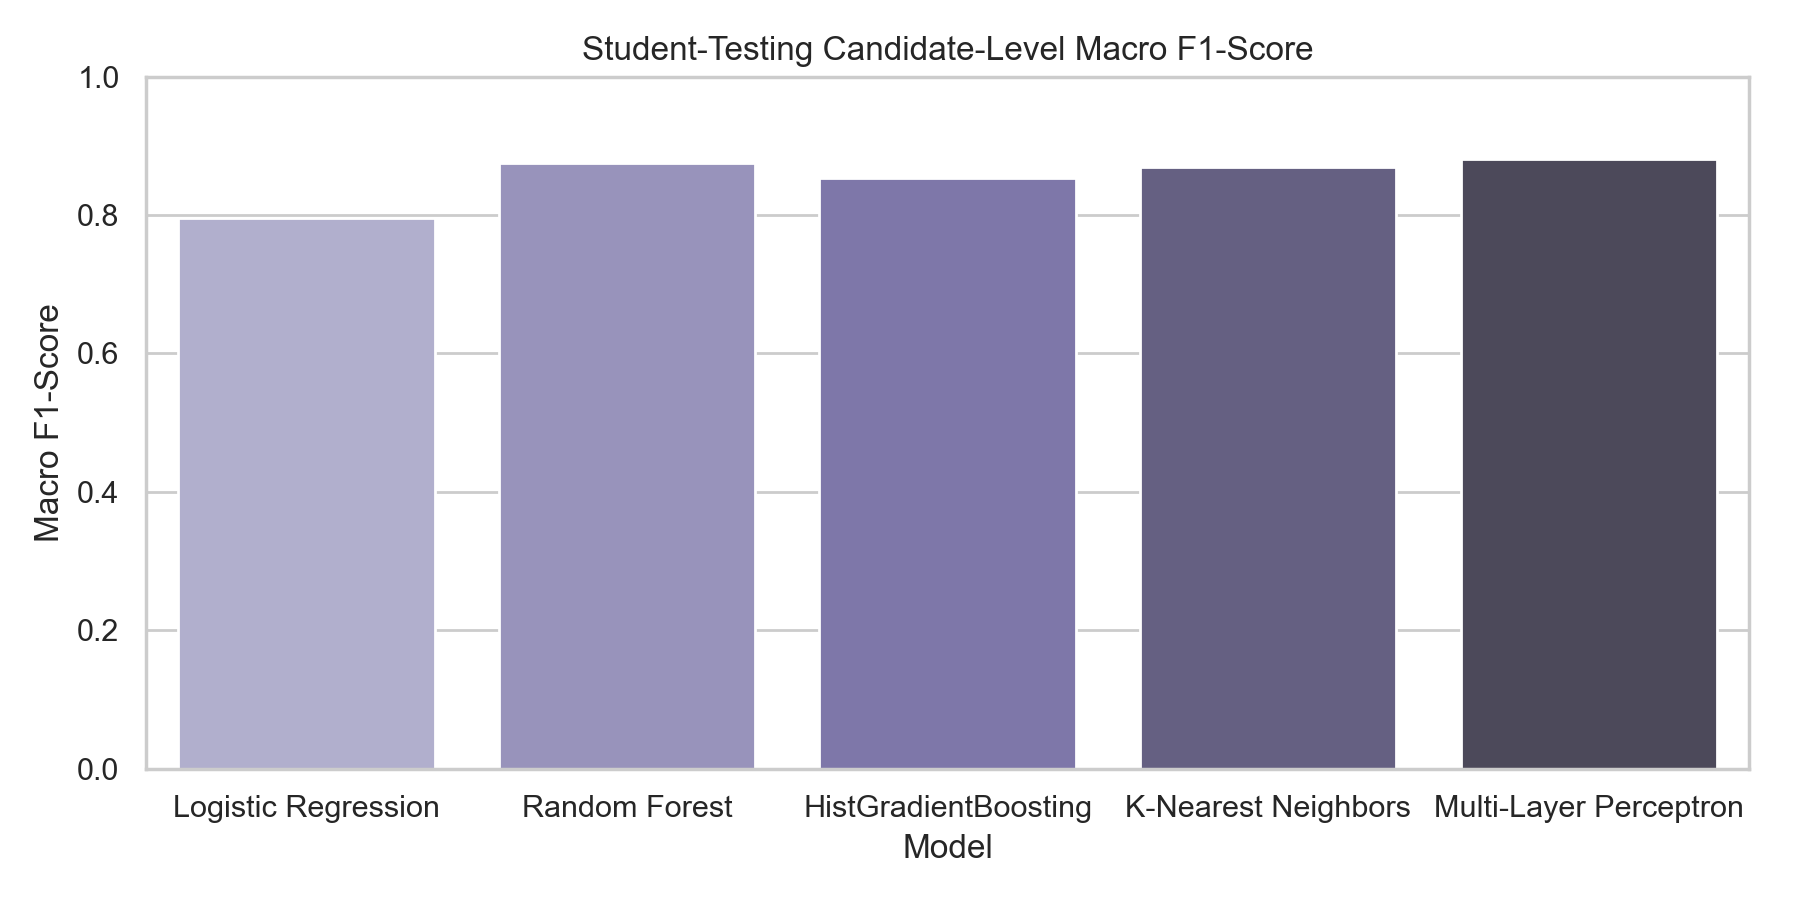 Student-Testing Candidate-Level Macro F1-Score
1.0
0.8
0.6
0.4
0.2
0.0
Macro F1-Score
Logistic Regression
Random Forest
HistGradientBoosting
K-Nearest Neighbors
Multi-Layer Perceptron
Model